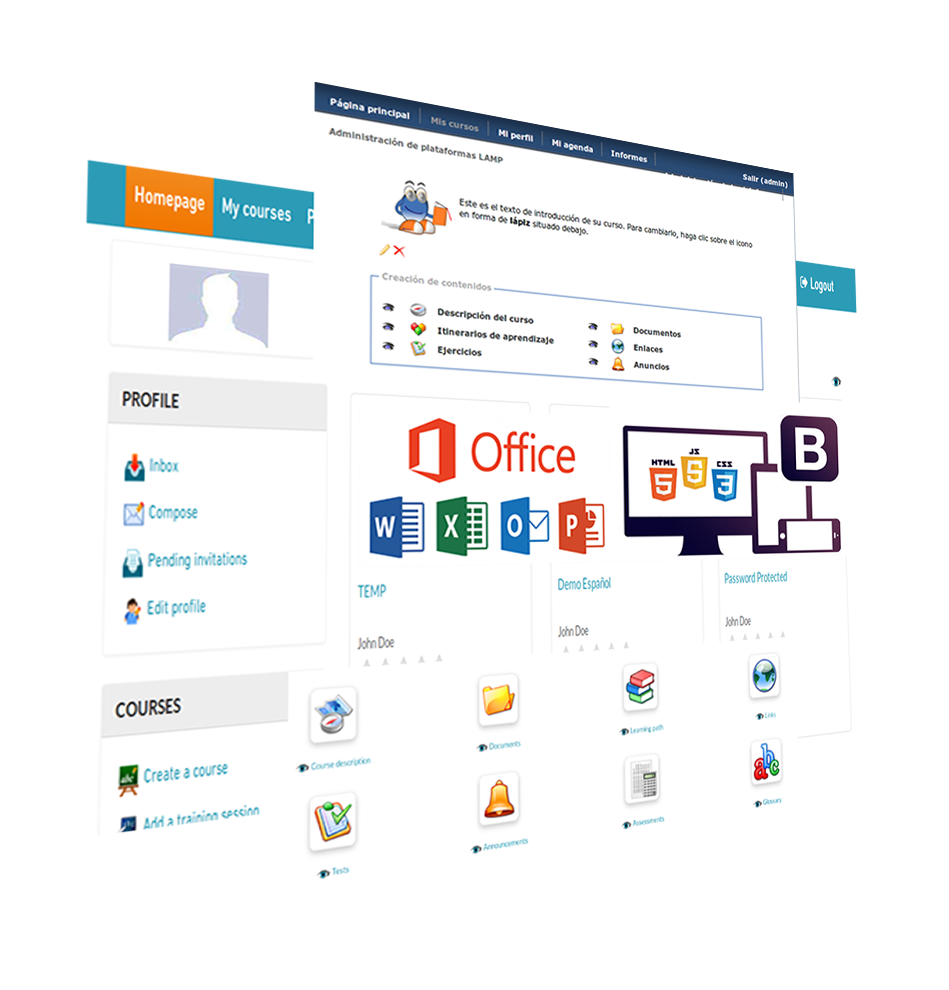 Página principal
Mis cursos
Mi perfil
Mi agenda
Informes
Salir (admin)
Administración de plataformas LAMP
Este es el texto de introducción de su curso. Para cambiarlo, haga clic sobre el icono
en forma de lápiz situado debajo.
Creación de contenidos
Descripción del curso
Itinerarios de aprendizaje
Ejercicios
Documentos
Enlaces
Anuncios
Homepage
My courses
P
Logout
PROFILE
Inbox
Compose
Pending invitations
Edit profile
COURSES
Create a course
Add a training session
Office
W
X
O
P
HTML
5
JS
5
CSS
3
B
TEMP
John Doe
Demo Español
John Doe
Password Protected
John Doe
Course description
Documents
Learning path
Links
Tests
Announcements
Assessments
abc
Glossary